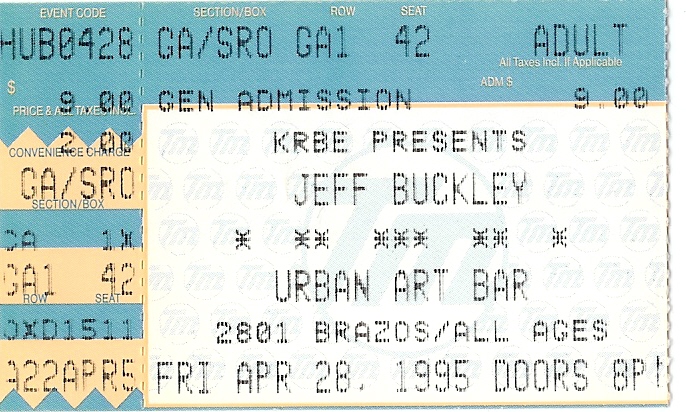 EVENT CODE SECTION/BOX ROW SEAT
HUB0428 GA/SRO GA1 42 ADULT
All Taxes Incl. If Applicable
$ ADM $
9.00 GEN ADMISSION 9.00
PRICE & ALL TAXES INCL.
2.00
CONVENIENCE CHARGE
KRBE PRESENTS
GA/SRO
SECTION/BOX
JEFF BUCKLEY
CA 1X
* ** *** ** *
GA1 42
ROW SEAT
URBAN ART BAR
2801 BRAZOS/ALL AGES
A22APR5
FRI APR 28, 1995 DOORS 8P!